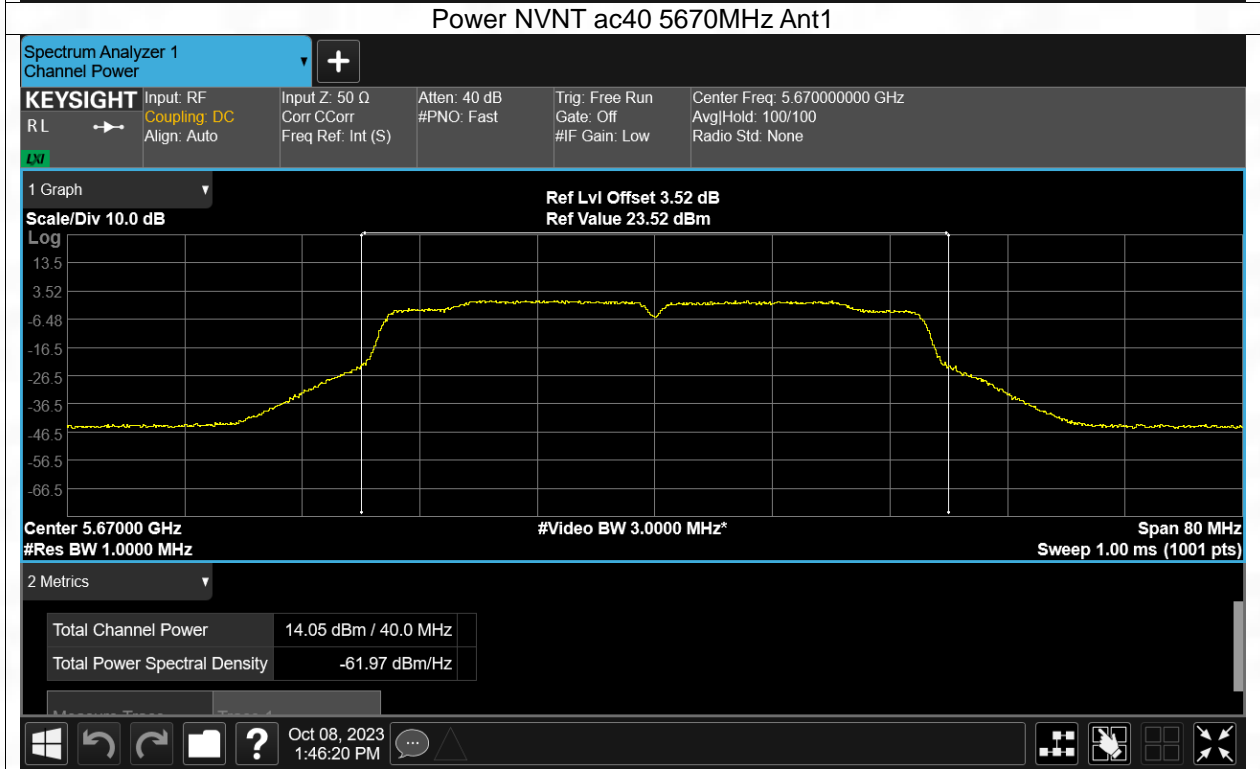 Power NVNT ac40 5670MHz Ant1
Spectrum Analyzer 1
Channel Power
KEYSIGHT
R L
LXI
Input: RF
Coupling: DC
Align: Auto
Input Z: 50 Ω
Corr CCorr
Freq Ref: Int (S)
Atten: 40 dB
#PNO: Fast
Trig: Free Run
Gate: Off
#IF Gain: Low
Center Freq: 5.670000000 GHz
Avg|Hold: 100/100
Radio Std: None
1 Graph
Scale/Div 10.0 dB
Ref Lvl Offset 3.52 dB
Ref Value 23.52 dBm
Log
13.5
3.52
-6.48
-16.5
-26.5
-36.5
-46.5
-56.5
-66.5
Center 5.67000 GHz
#Res BW 1.0000 MHz
#Video BW 3.0000 MHz*
Span 80 MHz
Sweep 1.00 ms (1001 pts)
2 Metrics
Total Channel Power 14.05 dBm / 40.0 MHz
Total Power Spectral Density -61.97 dBm/Hz
?
Oct 08, 2023
1:46:20 PM